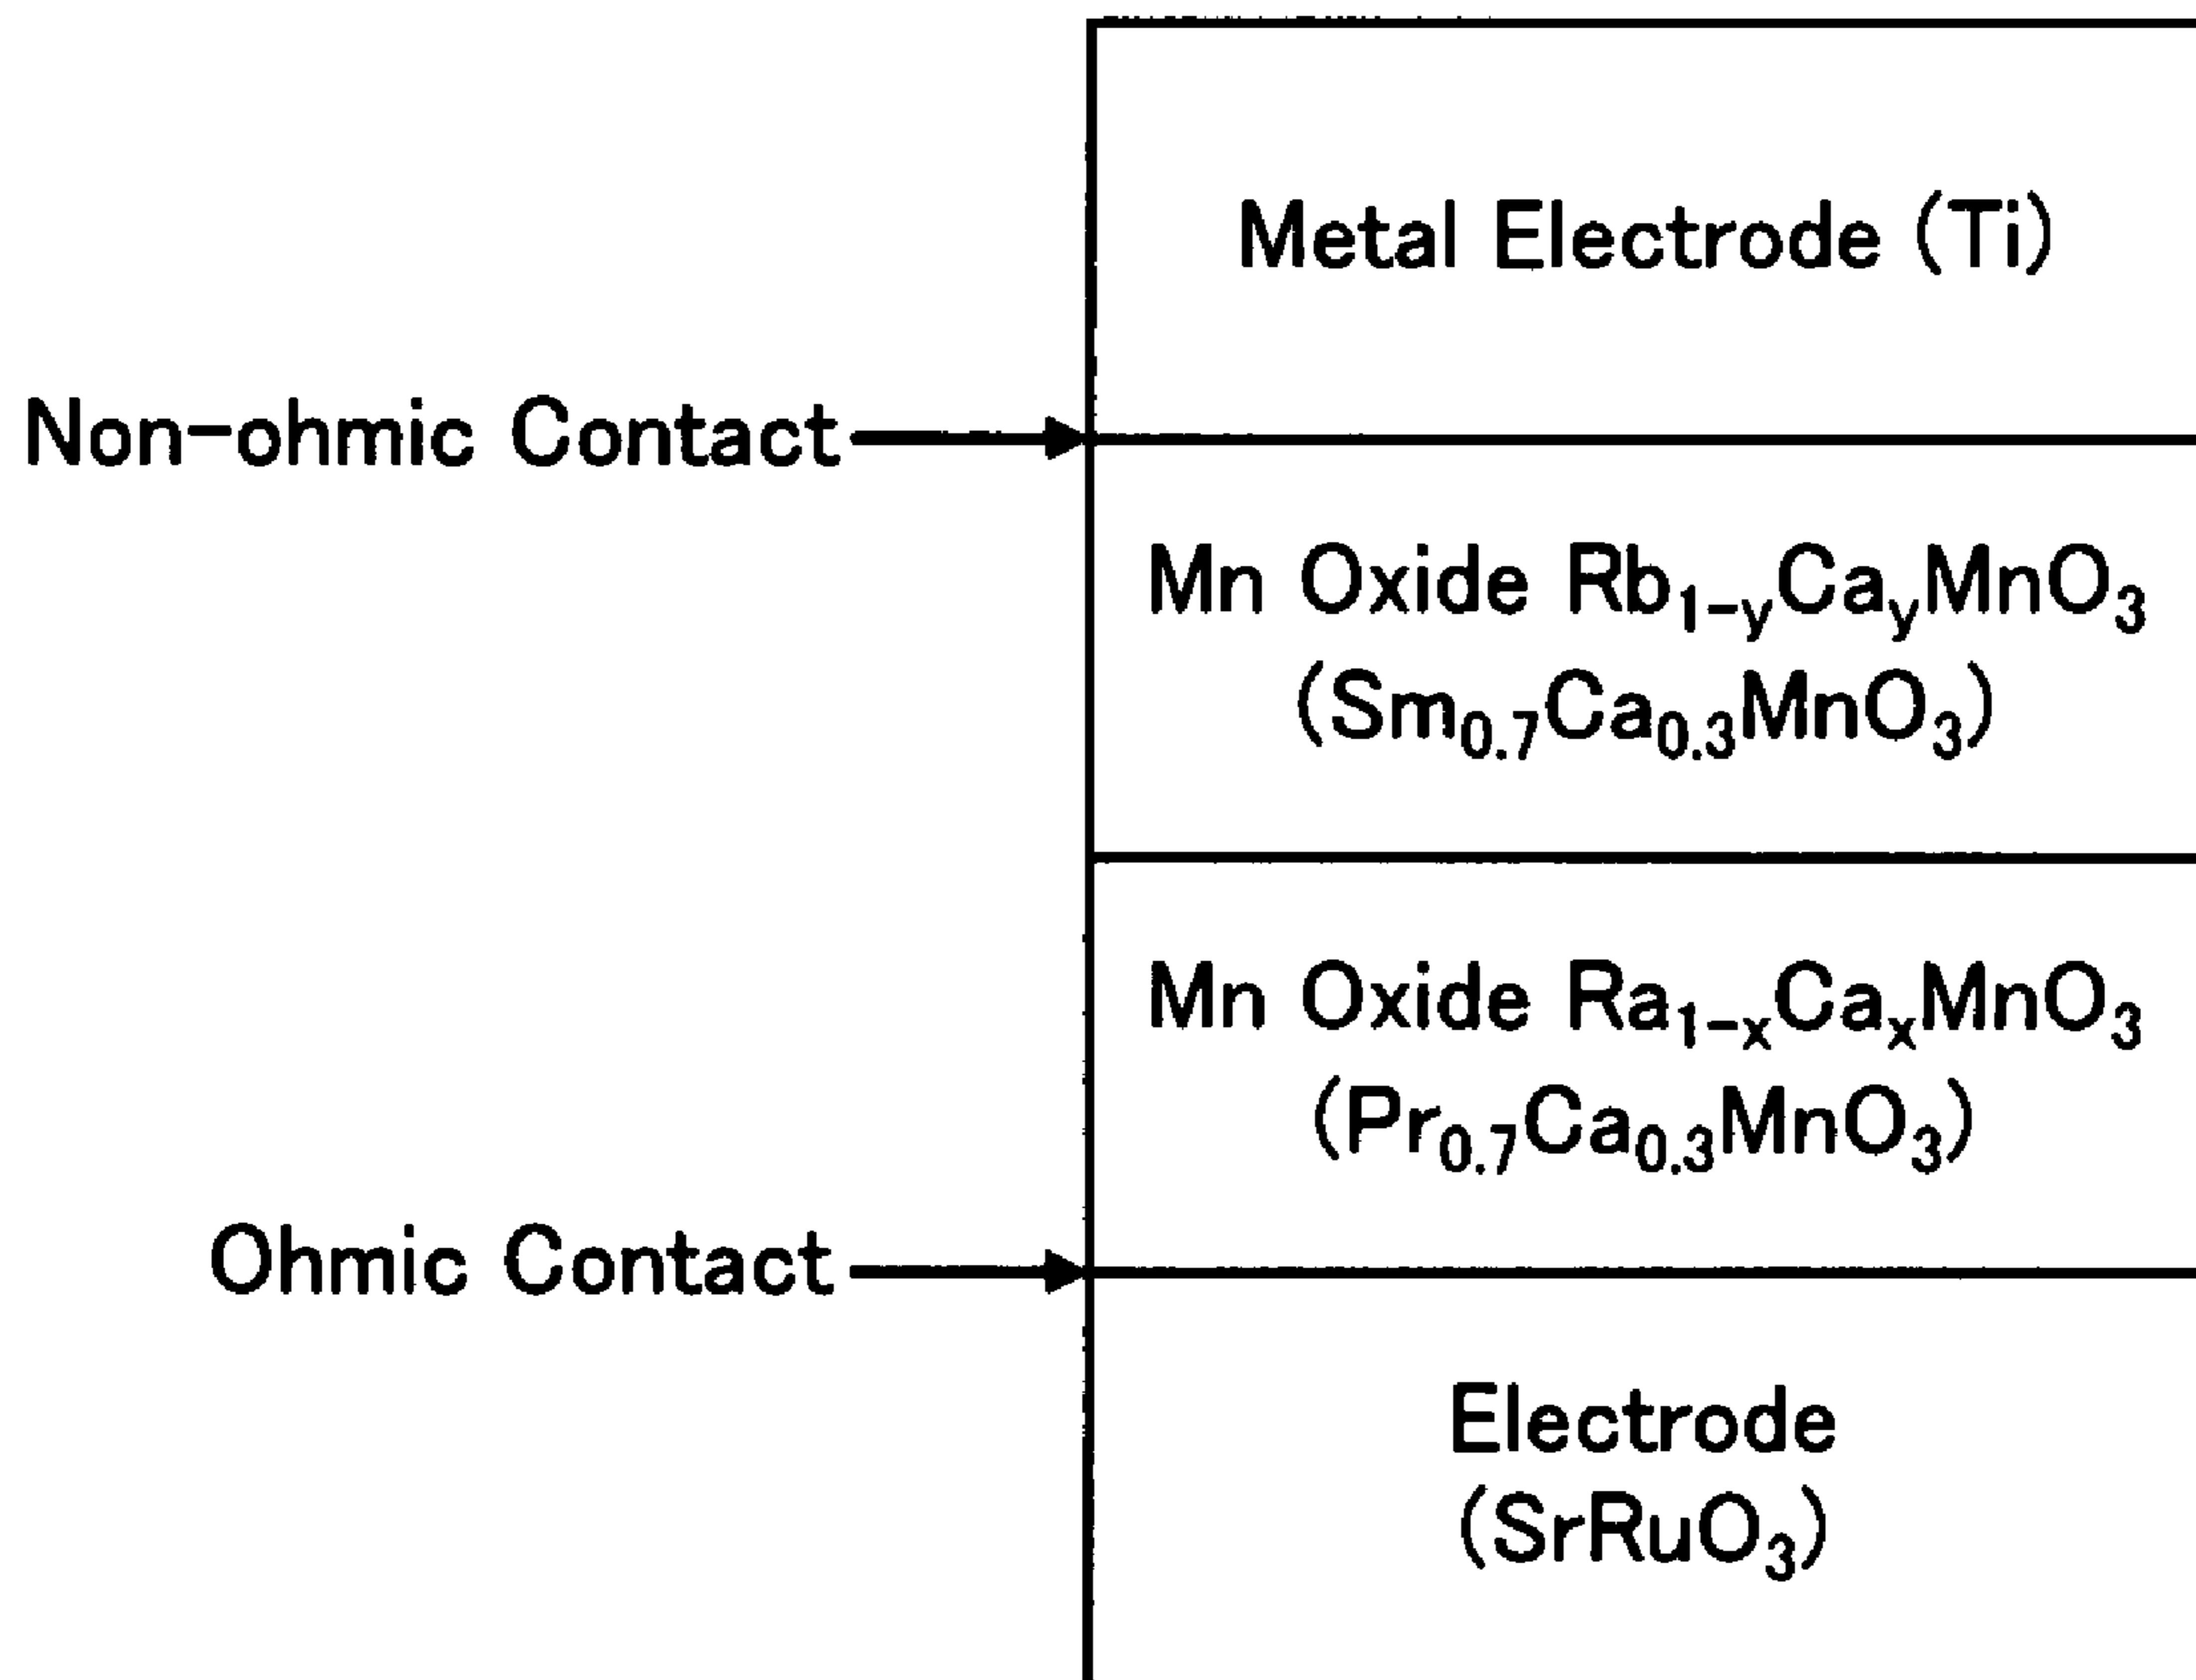 Metal Electrode (Ti)
Non-ohmic Contact
Mn Oxide Rb₁₋ᵧCaᵧMnO₃
(Sm₀.₇Ca₀.₃MnO₃)
Mn Oxide Ra₁₋ₓCaₓMnO₃
(Pr₀.₇Ca₀.₃MnO₃)
Ohmic Contact
Electrode
(SrRuO₃)